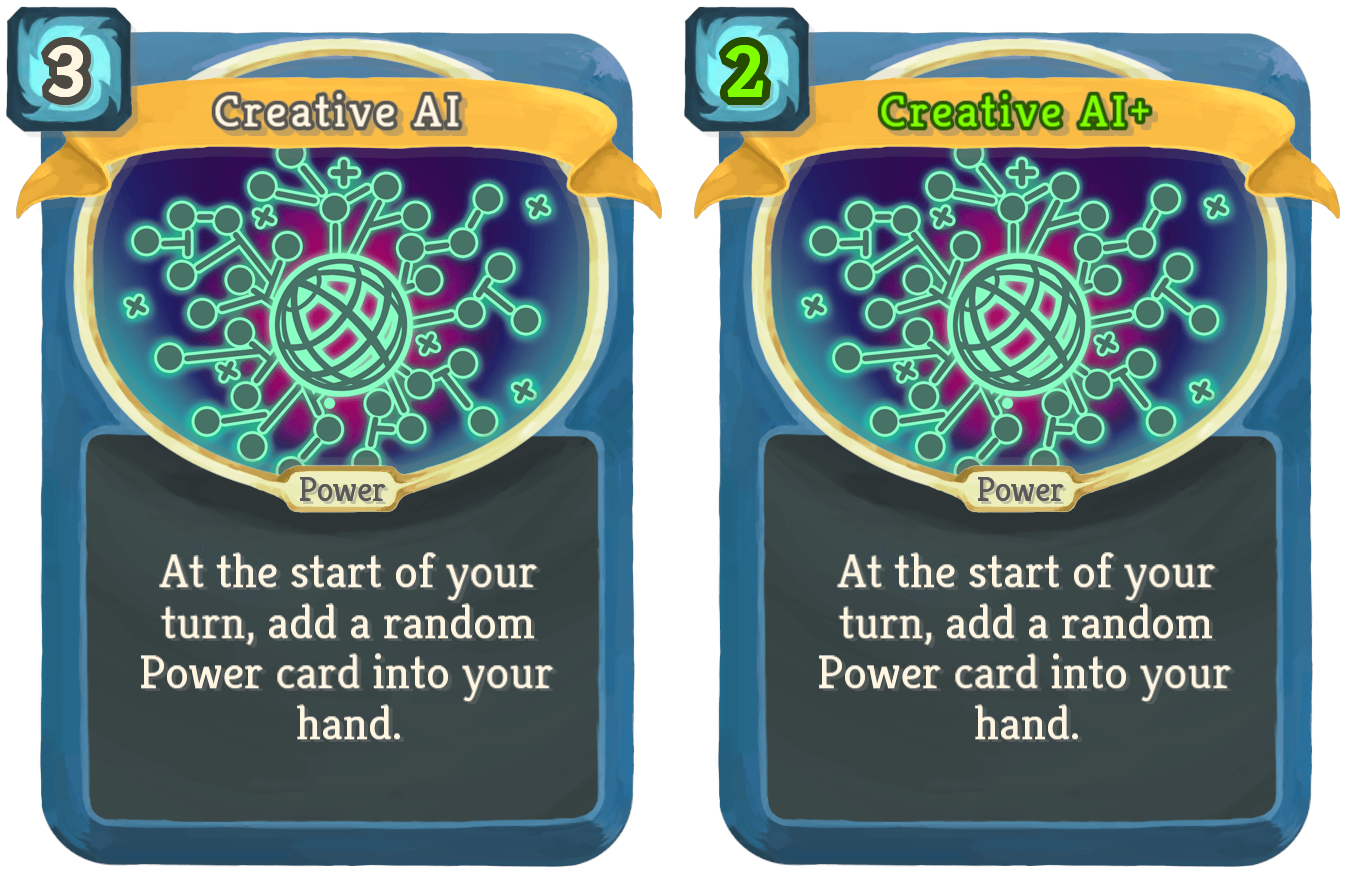 3
Creative AI
Power
At the start of your
turn, add a random
Power card into your
hand.
2
Creative AI+
Power
At the start of your
turn, add a random
Power card into your
hand.